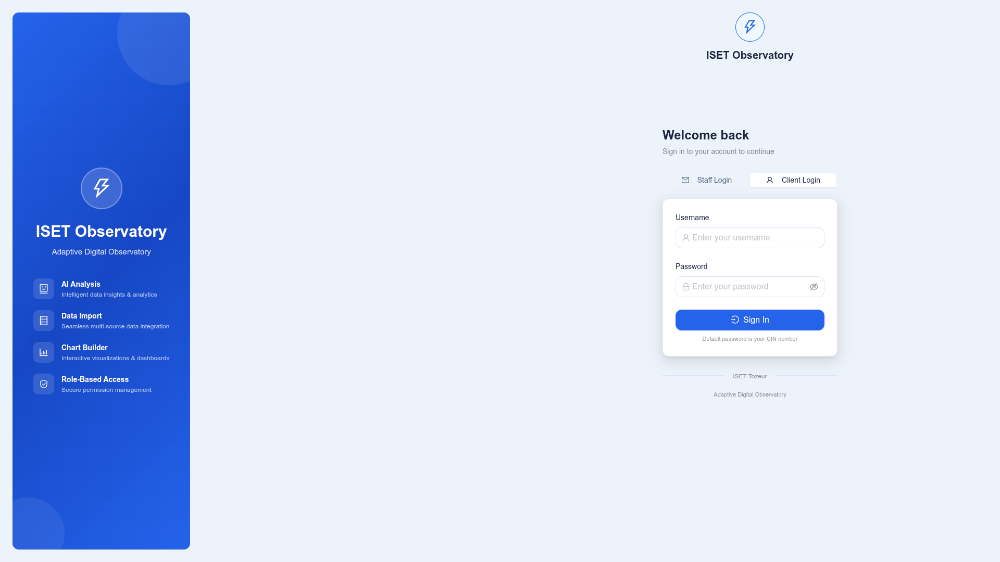 ISET Observatory
Adaptive Digital Observatory
AI Analysis
Intelligent data insights & analytics
Data Import
Seamless multi-source data integration
Chart Builder
Interactive visualizations & dashboards
Role-Based Access
Secure permission management
ISET Observatory
Welcome back
Sign in to your account to continue
Staff Login
Client Login
Username
Enter your username
Password
Enter your password
Sign In
Default password is your CIN number
ISET Tozeur
Adaptive Digital Observatory